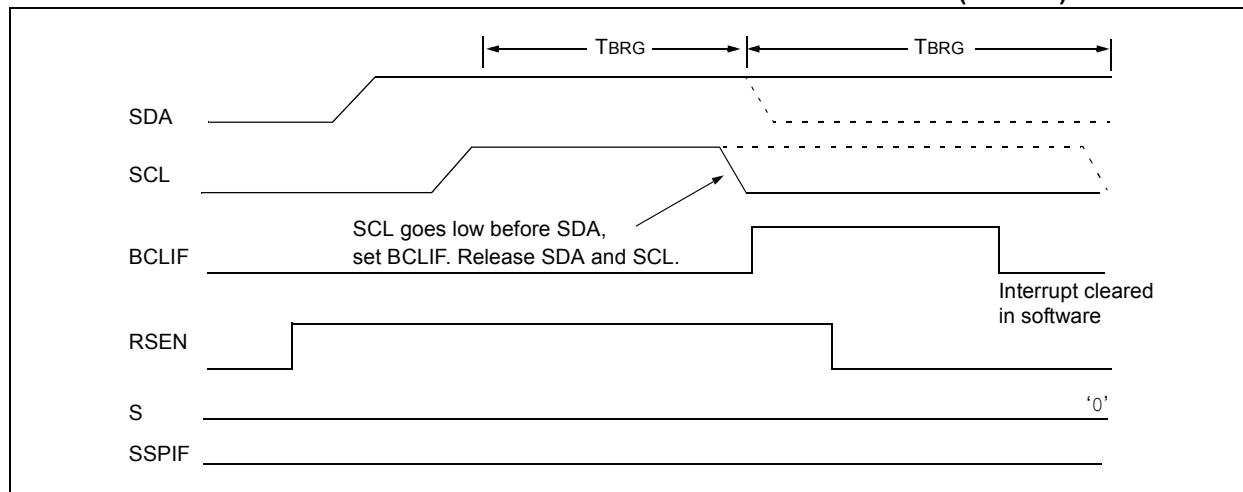 TBRG
TBRG
SDA
SCL
SCL goes low before SDA,
set BCLIF. Release SDA and SCL.
BCLIF
Interrupt cleared
in software
RSEN
S
‘0’
SSPIF